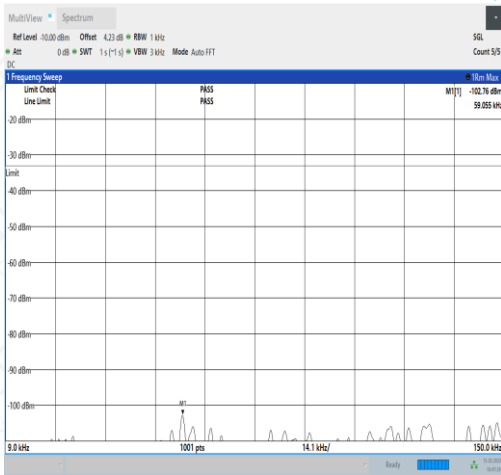 MultiView Spectrum
Ref Level -10.00 dBm Offset 4.23 dB RBW 1 kHz SGL
Att 0 dB SWT 1 s (~1 s) VBW 3 kHz Mode Auto FFT Count 5/5
DC
1 Frequency Sweep 1Rm Max
Limit Check PASS M1[1] -102.76 dBm
Line Limit PASS 59.055 kHz
-20 dBm
-30 dBm
Limit
-40 dBm
-50 dBm
-60 dBm
-70 dBm
-80 dBm
-90 dBm
M1
-100 dBm
9.0 kHz 1001 pts 14.1 kHz/ 150.0 kHz
Ready